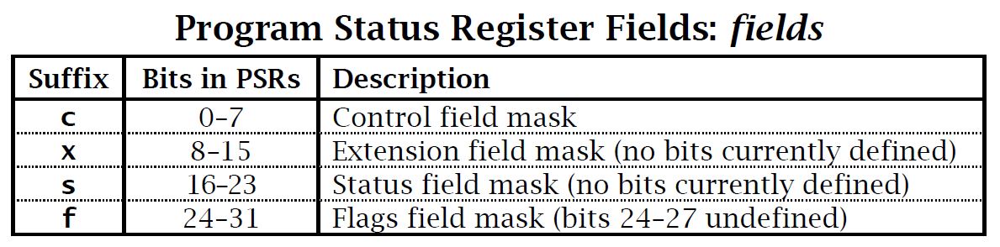 Program Status Register Fields: fields
Suffix Bits in PSRs Description
c 0–7 Control field mask
x 8–15 Extension field mask (no bits currently defined)
s 16–23 Status field mask (no bits currently defined)
f 24–31 Flags field mask (bits 24–27 undefined)